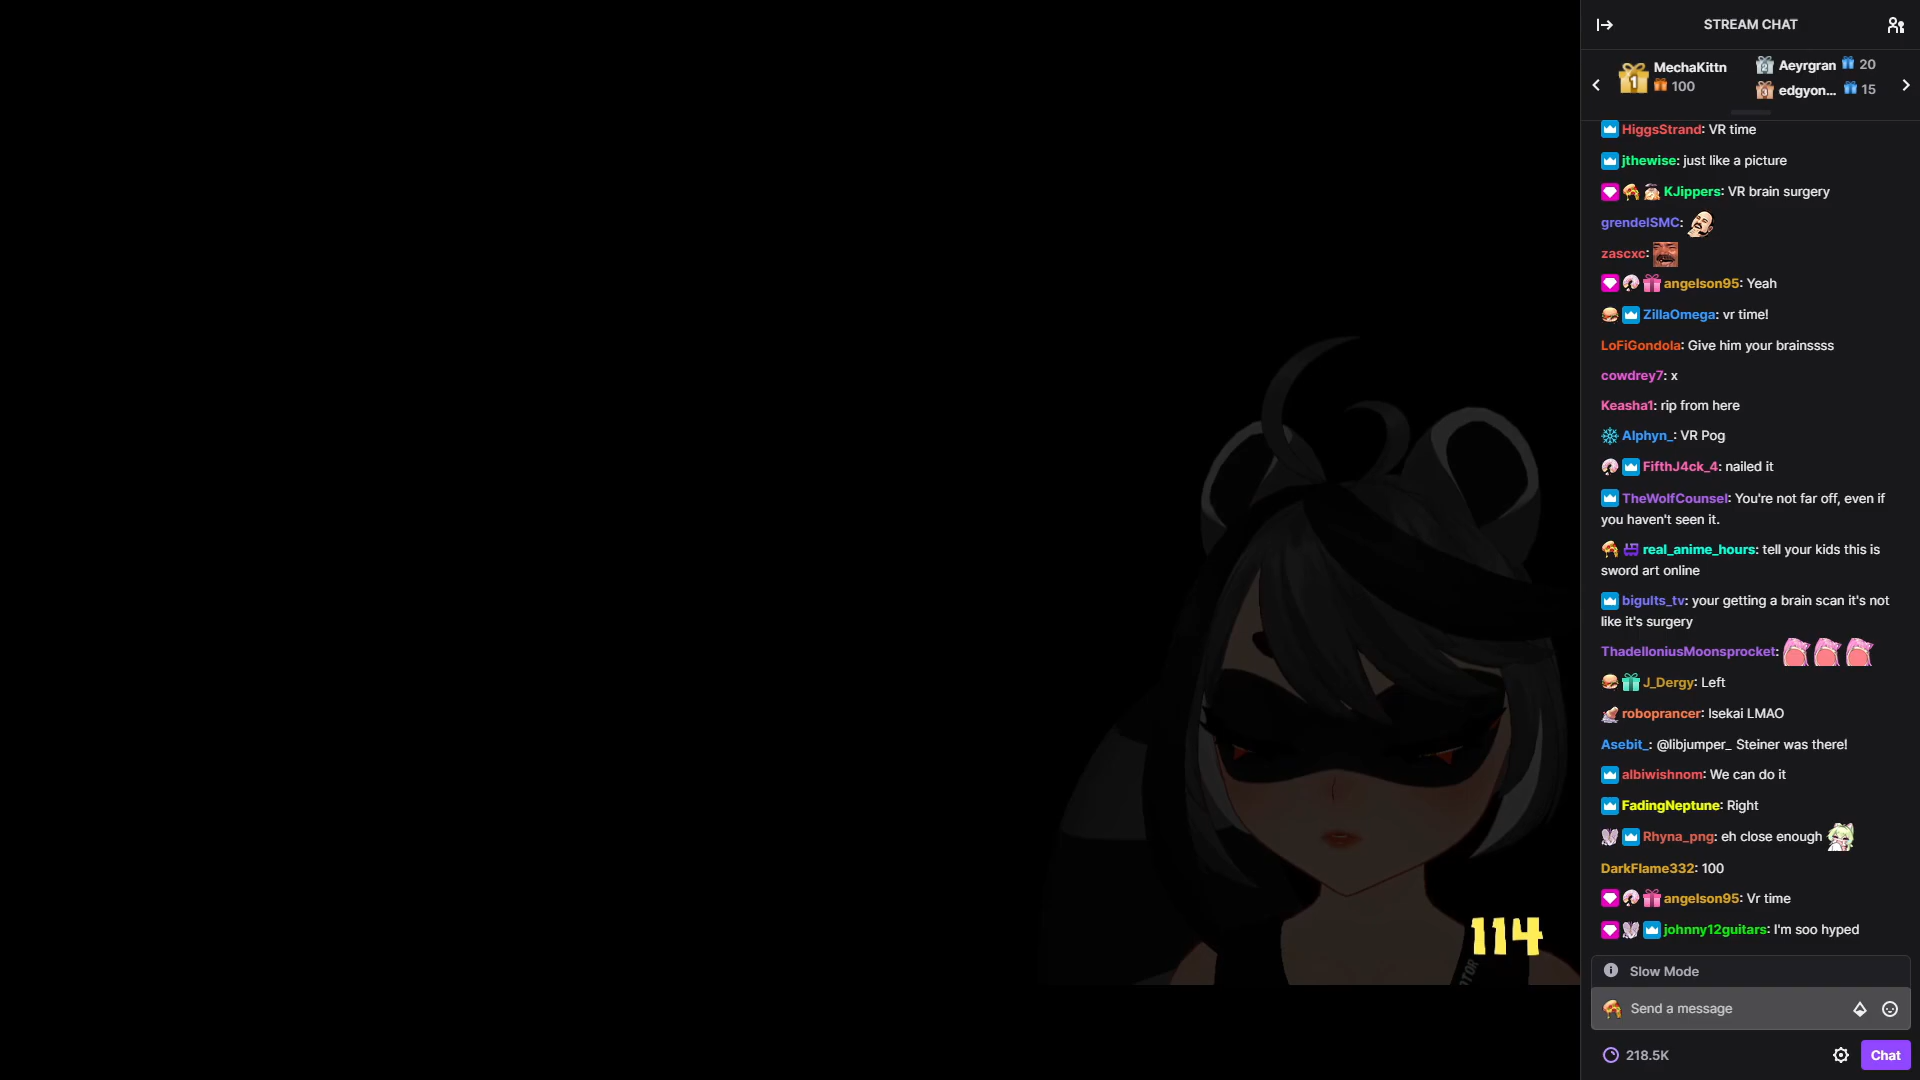 STREAM CHAT
MechaKittn
100
Aeyrgran 20
edgyon... 15
HiggsStrand: VR time
jthewise: just like a picture
KJippers: VR brain surgery
grendelSMC:
zascxc:
angelson95: Yeah
ZillaOmega: vr time!
LoFiGondola: Give him your brainssss
cowdrey7: x
Keasha1: rip from here
Alphyn_: VR Pog
FifthJ4ck_4: nailed it
TheWolfCounsel: You're not far off, even if
you haven't seen it.
real_anime_hours: tell your kids this is
sword art online
bigults_tv: your getting a brain scan it's not
like it's surgery
ThadelloniusMoonsprocket:
J_Dergy: Left
roboprancer: Isekai LMAO
Asebit_: @libjumper_ Steiner was there!
albiwishnom: We can do it
FadingNeptune: Right
Rhyna_png: eh close enough
DarkFlame332: 100
angelson95: Vr time
johnny12guitars: I'm soo hyped
114
Slow Mode
Send a message
218.5K
Chat